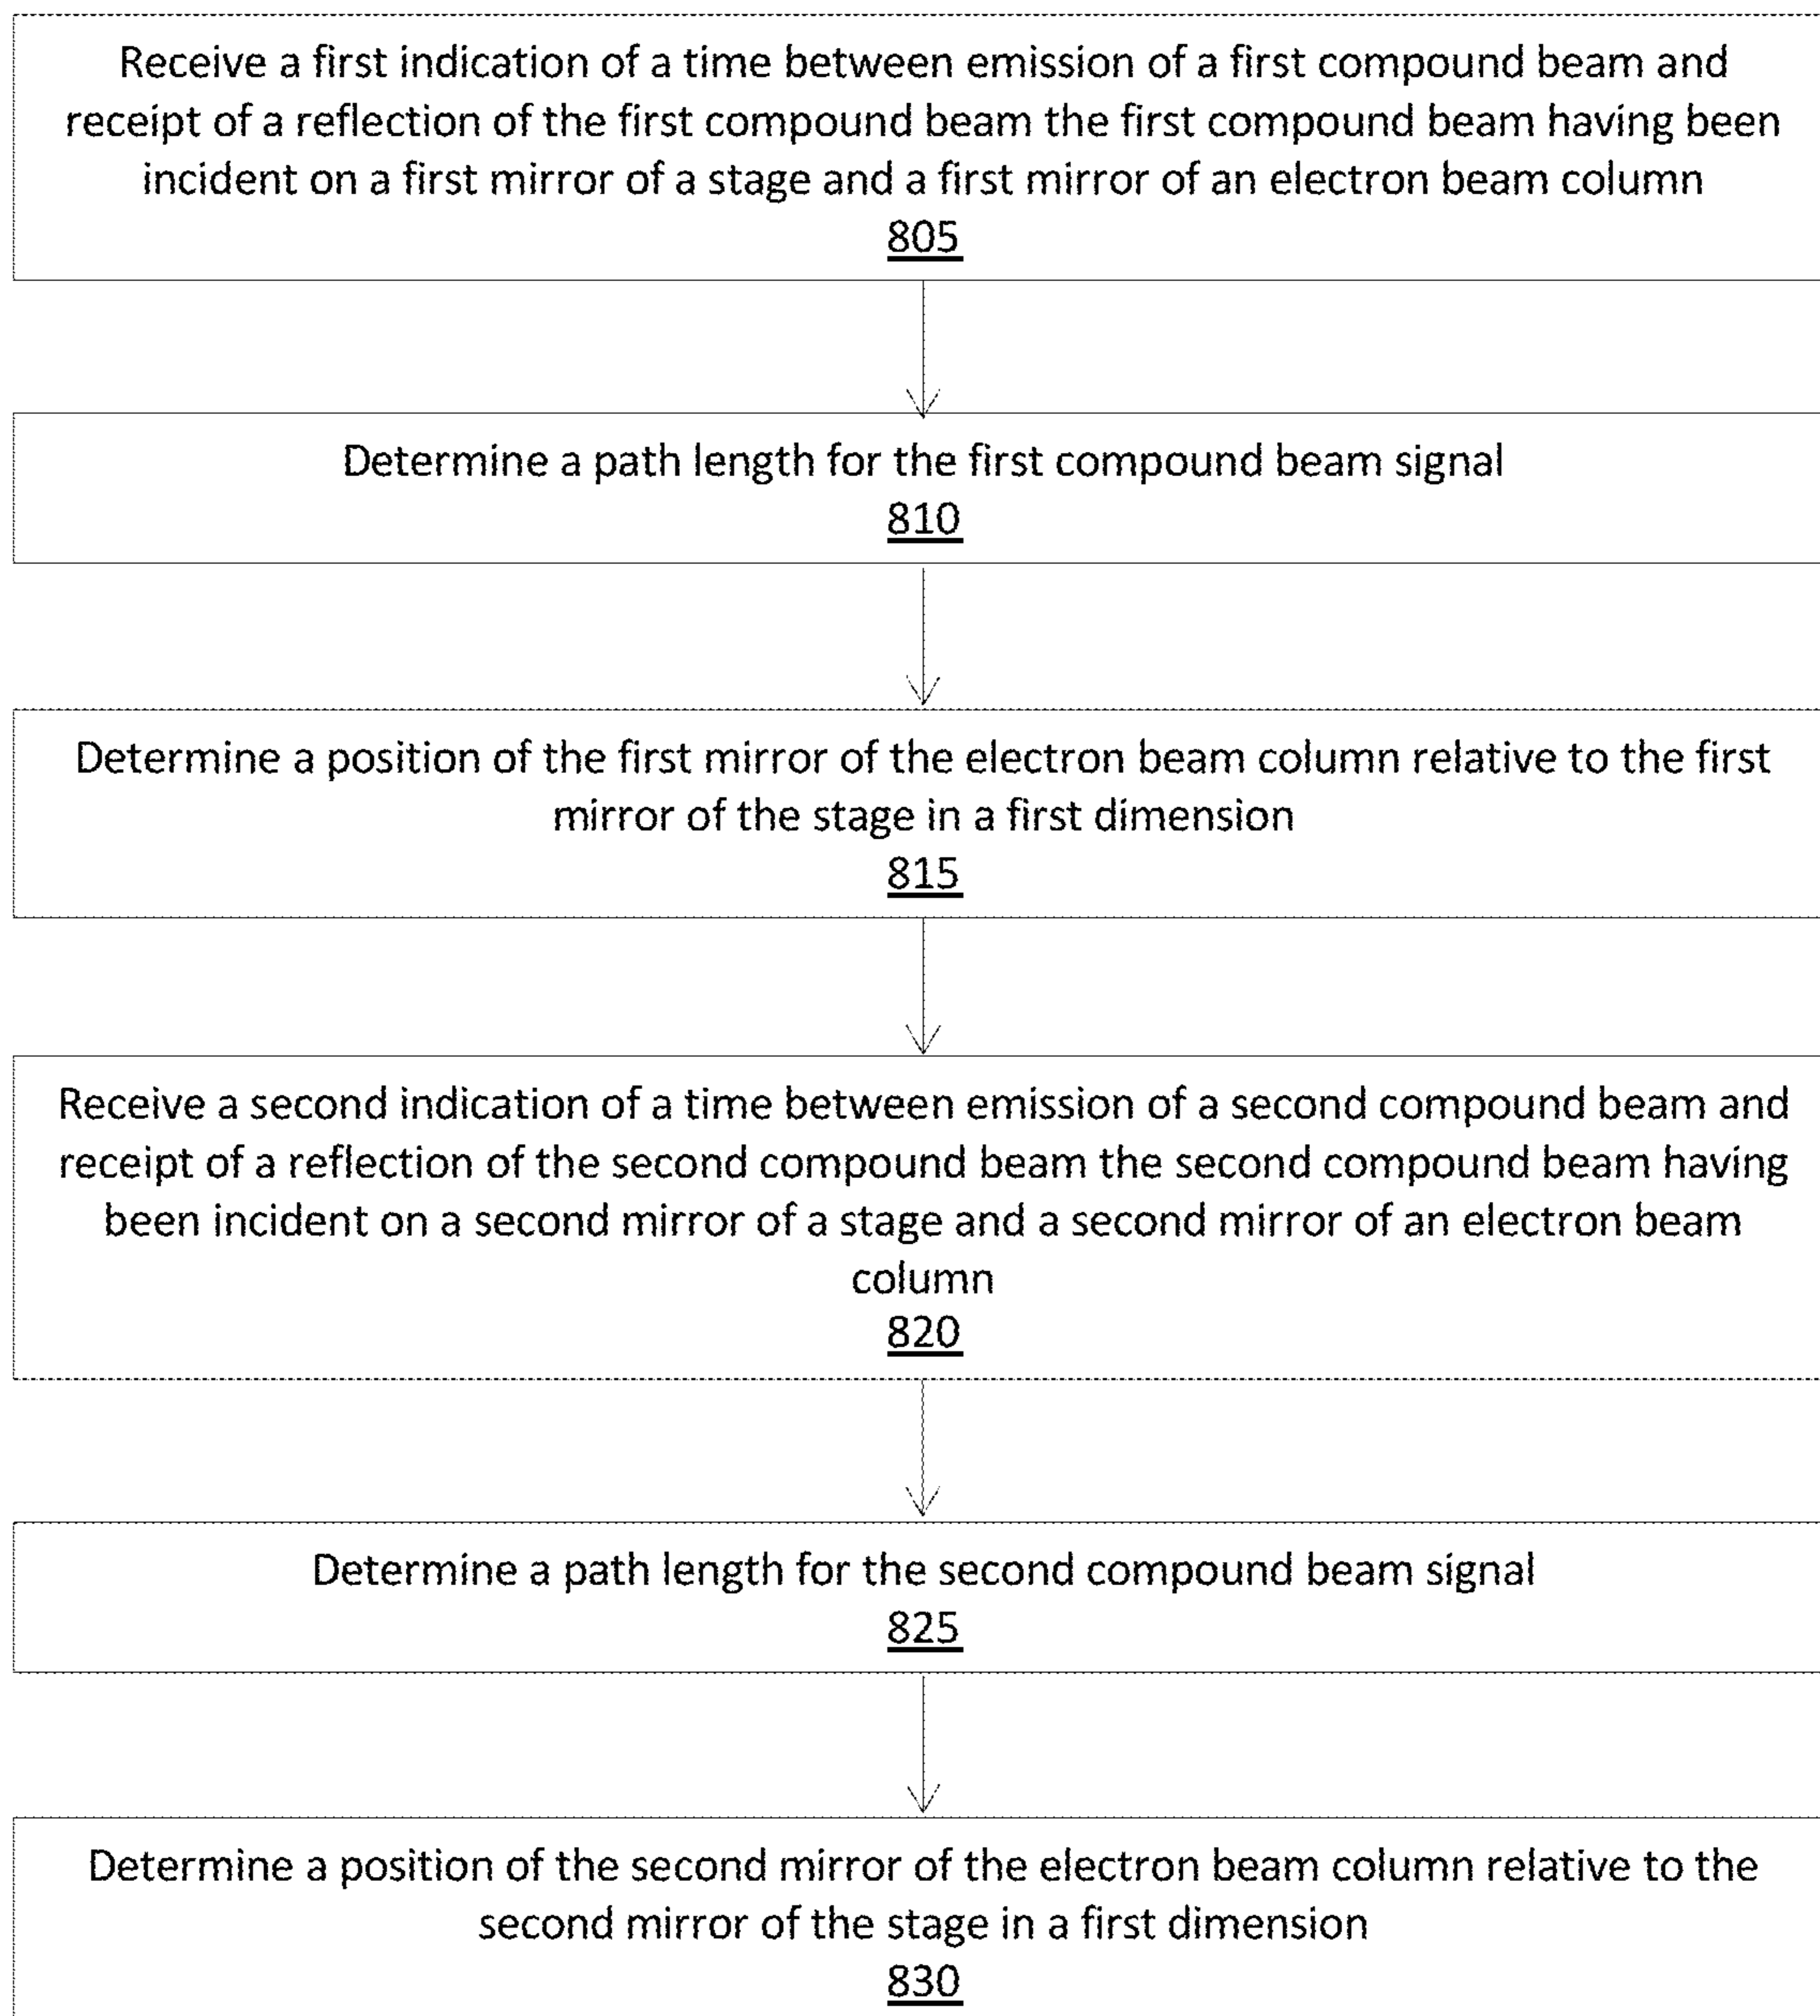 Receive a first indication of a time between emission of a first compound beam and
receipt of a reflection of the first compound beam the first compound beam having been
incident on a first mirror of a stage and a first mirror of an electron beam column
805
Determine a path length for the first compound beam signal
810
Determine a position of the first mirror of the electron beam column relative to the first
mirror of the stage in a first dimension
815
Receive a second indication of a time between emission of a second compound beam and
receipt of a reflection of the second compound beam the second compound beam having
been incident on a second mirror of a stage and a second mirror of an electron beam
column
820
Determine a path length for the second compound beam signal
825
Determine a position of the second mirror of the electron beam column relative to the
second mirror of the stage in a first dimension
830